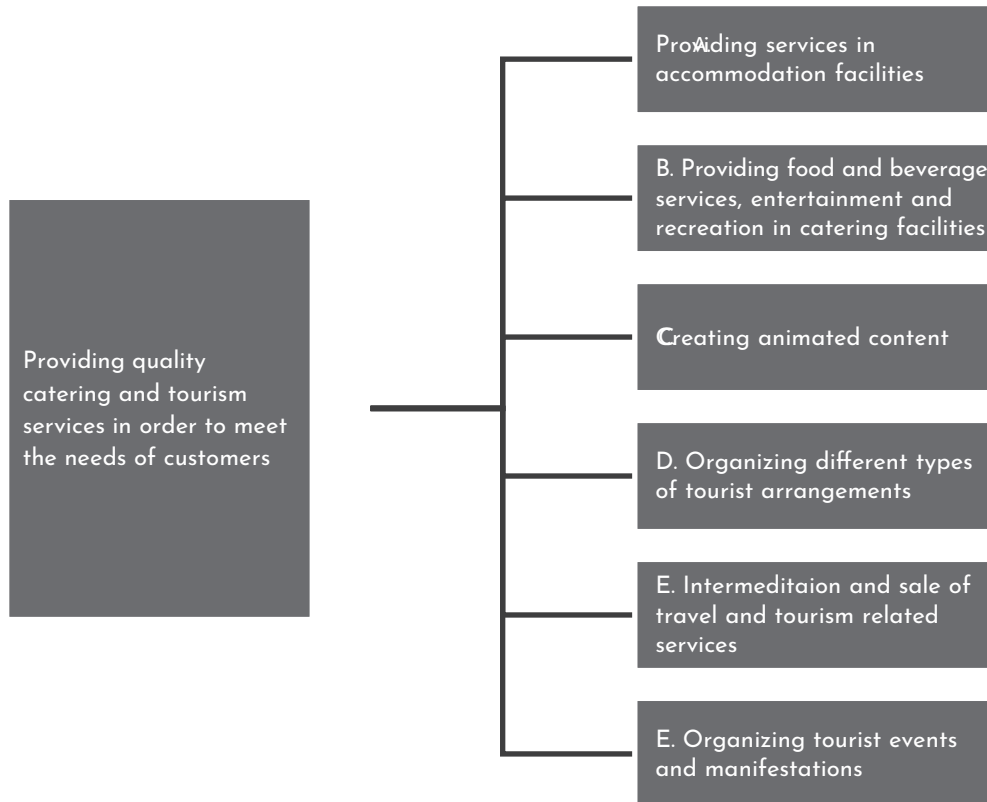 Providing quality
catering and tourism
services in order to meet
the needs of customers
A.
Providing services in
accommodation facilities
B. Providing food and beverage
services, entertainment and
recreation in catering facilities
C.
Creating animated content
D. Organizing different types
of tourist arrangements
E. Intermeditaion and sale of
travel and tourism related
services
E. Organizing tourist events
and manifestations